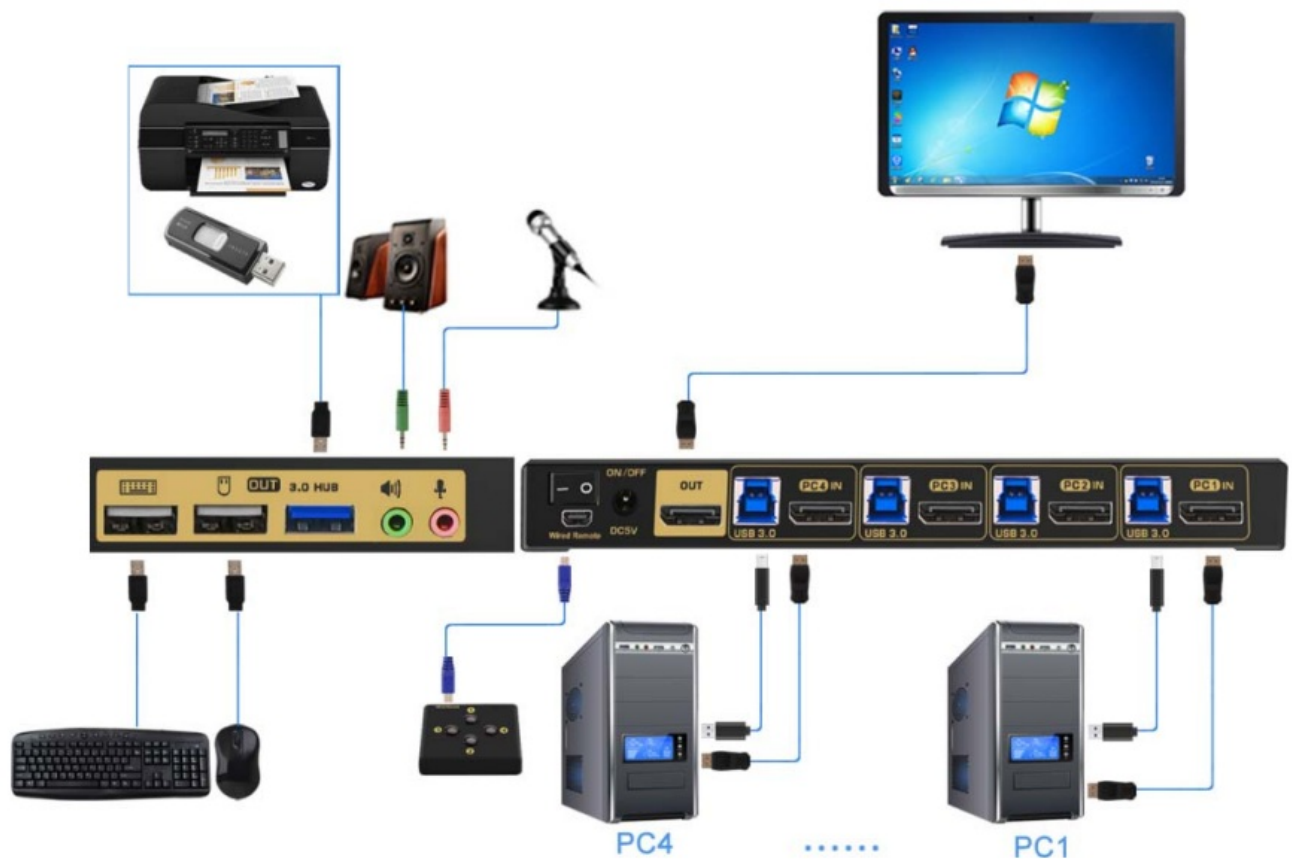 OUT 3.0 HUB
ON/OFF
DC5V
Wired Remote
OUT
PC4 IN
USB 3.0
PC3 IN
USB 3.0
PC2 IN
USB 3.0
PC1 IN
USB 3.0
PC4
......
PC1